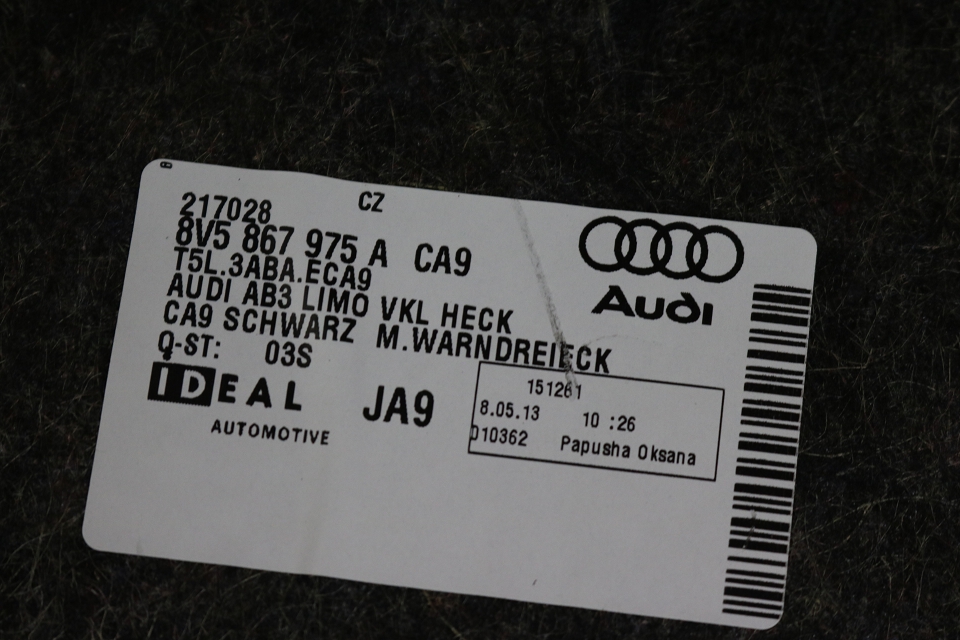 217028 CZ
8V5 867 975 A CA9
T5L.3ABA.ECA9
AUDI AB3 LIMO VKL HECK
CA9 SCHWARZ M.WARNDREIECK
Q-ST: 03S
IDEAL
AUTOMOTIVE
JA9
Audi
151261
8.05.13 10 :26
D10362 Papusha Oksana